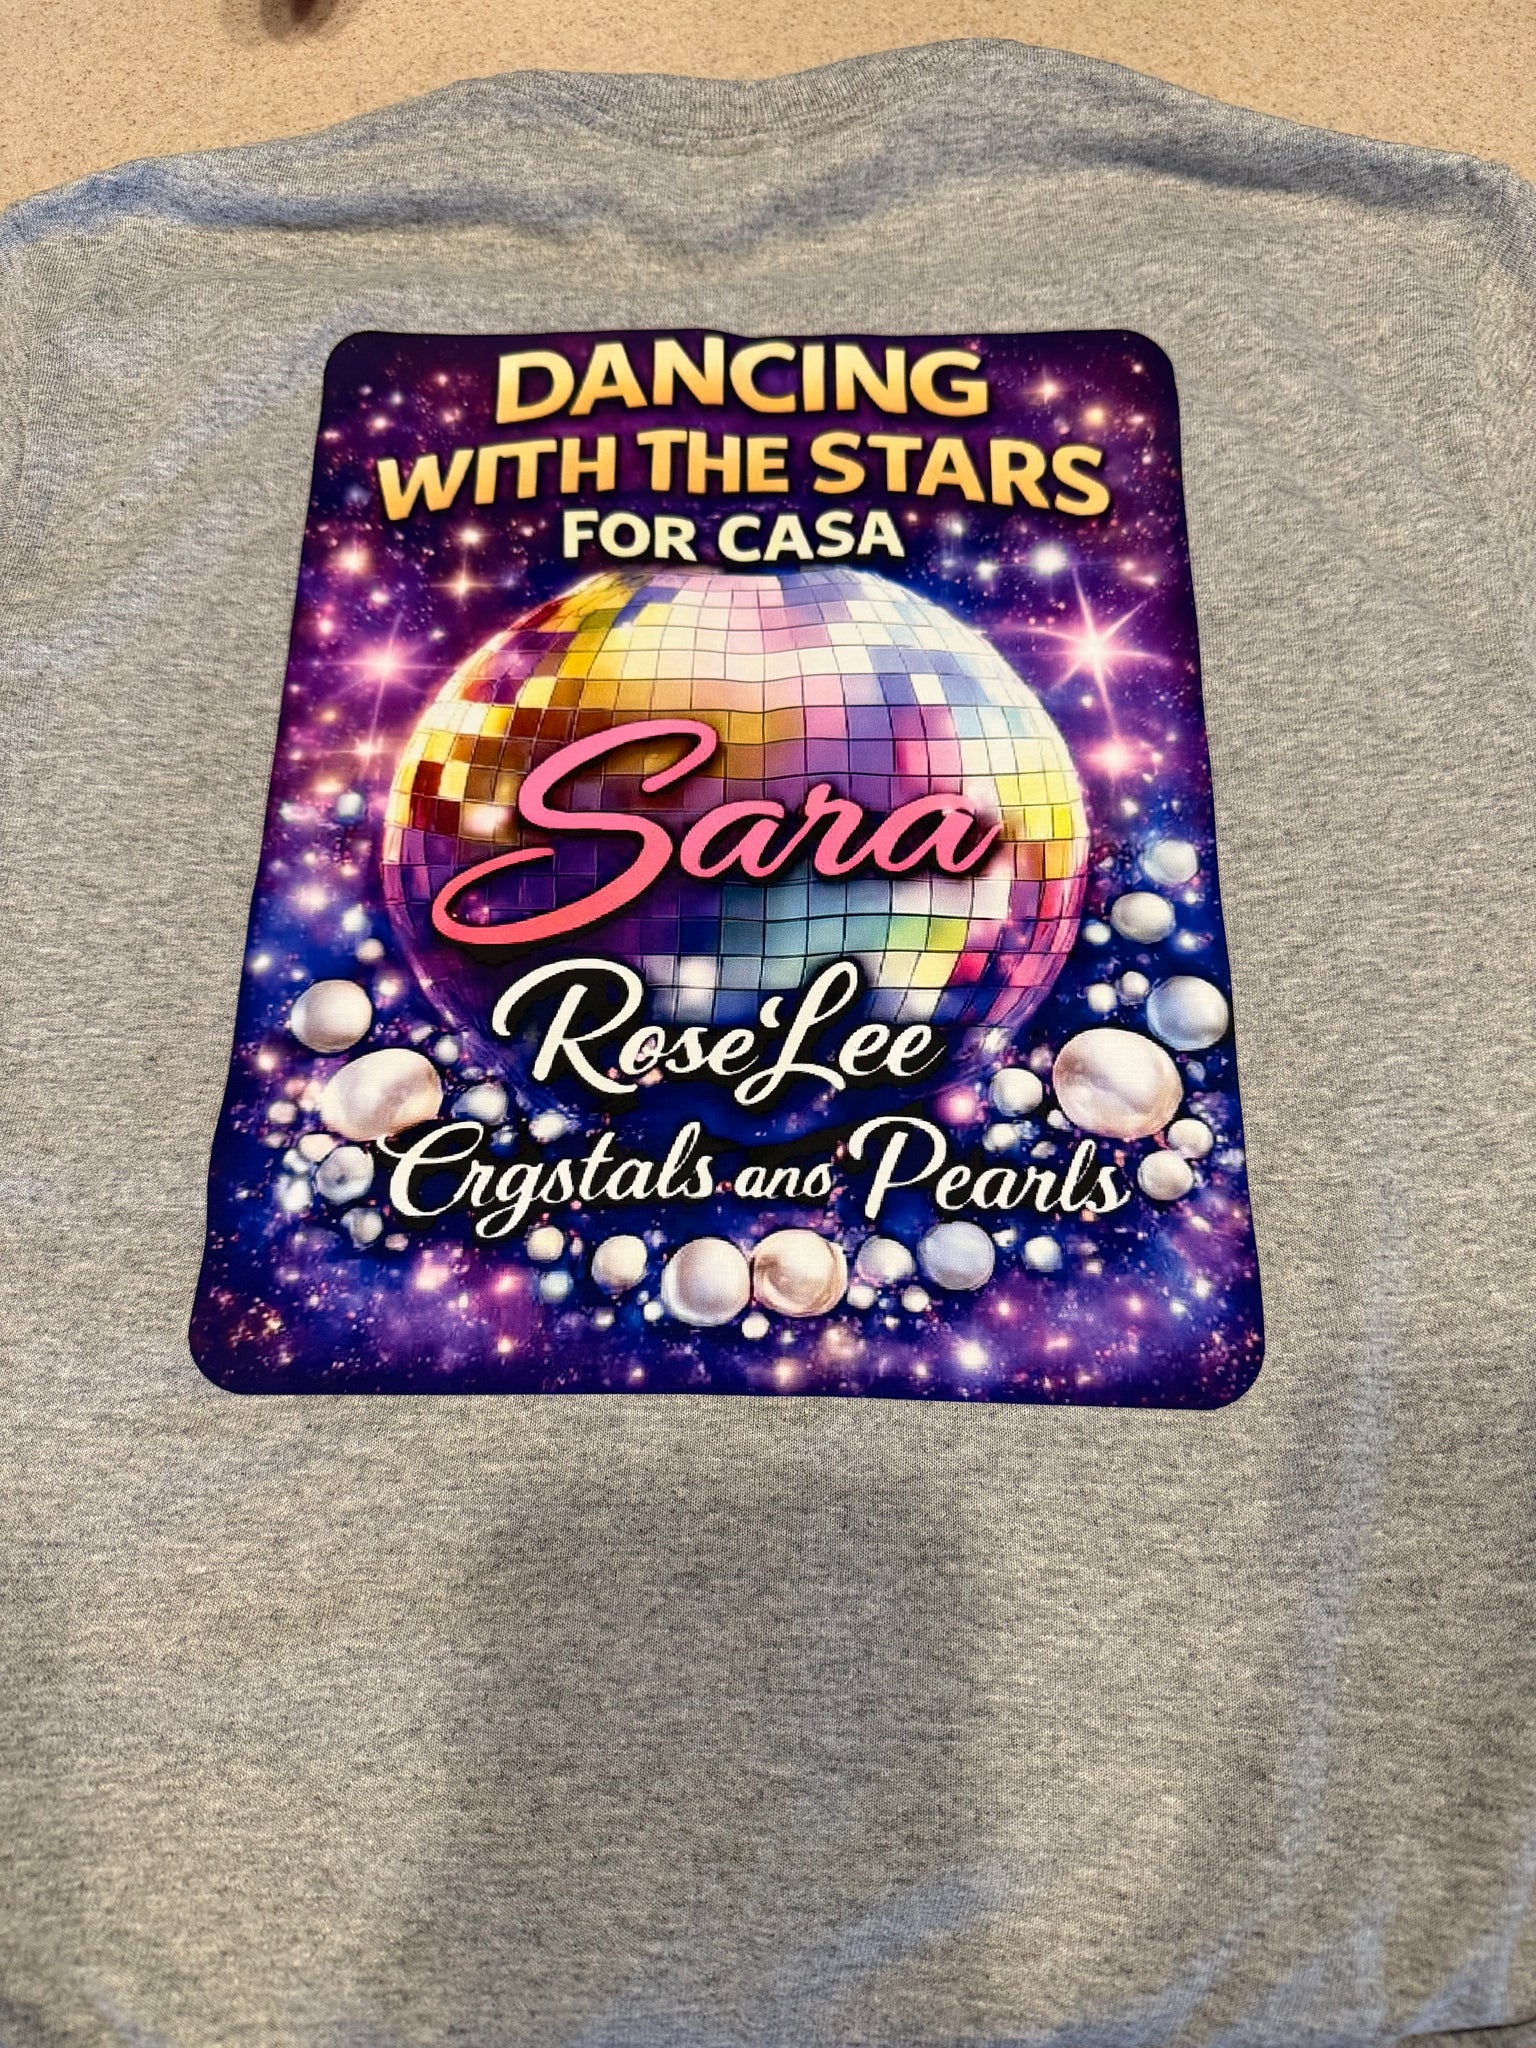 DANCING
WITH THE STARS
FOR CASA
Sara
RoseLee
Crgstals ano Pearls